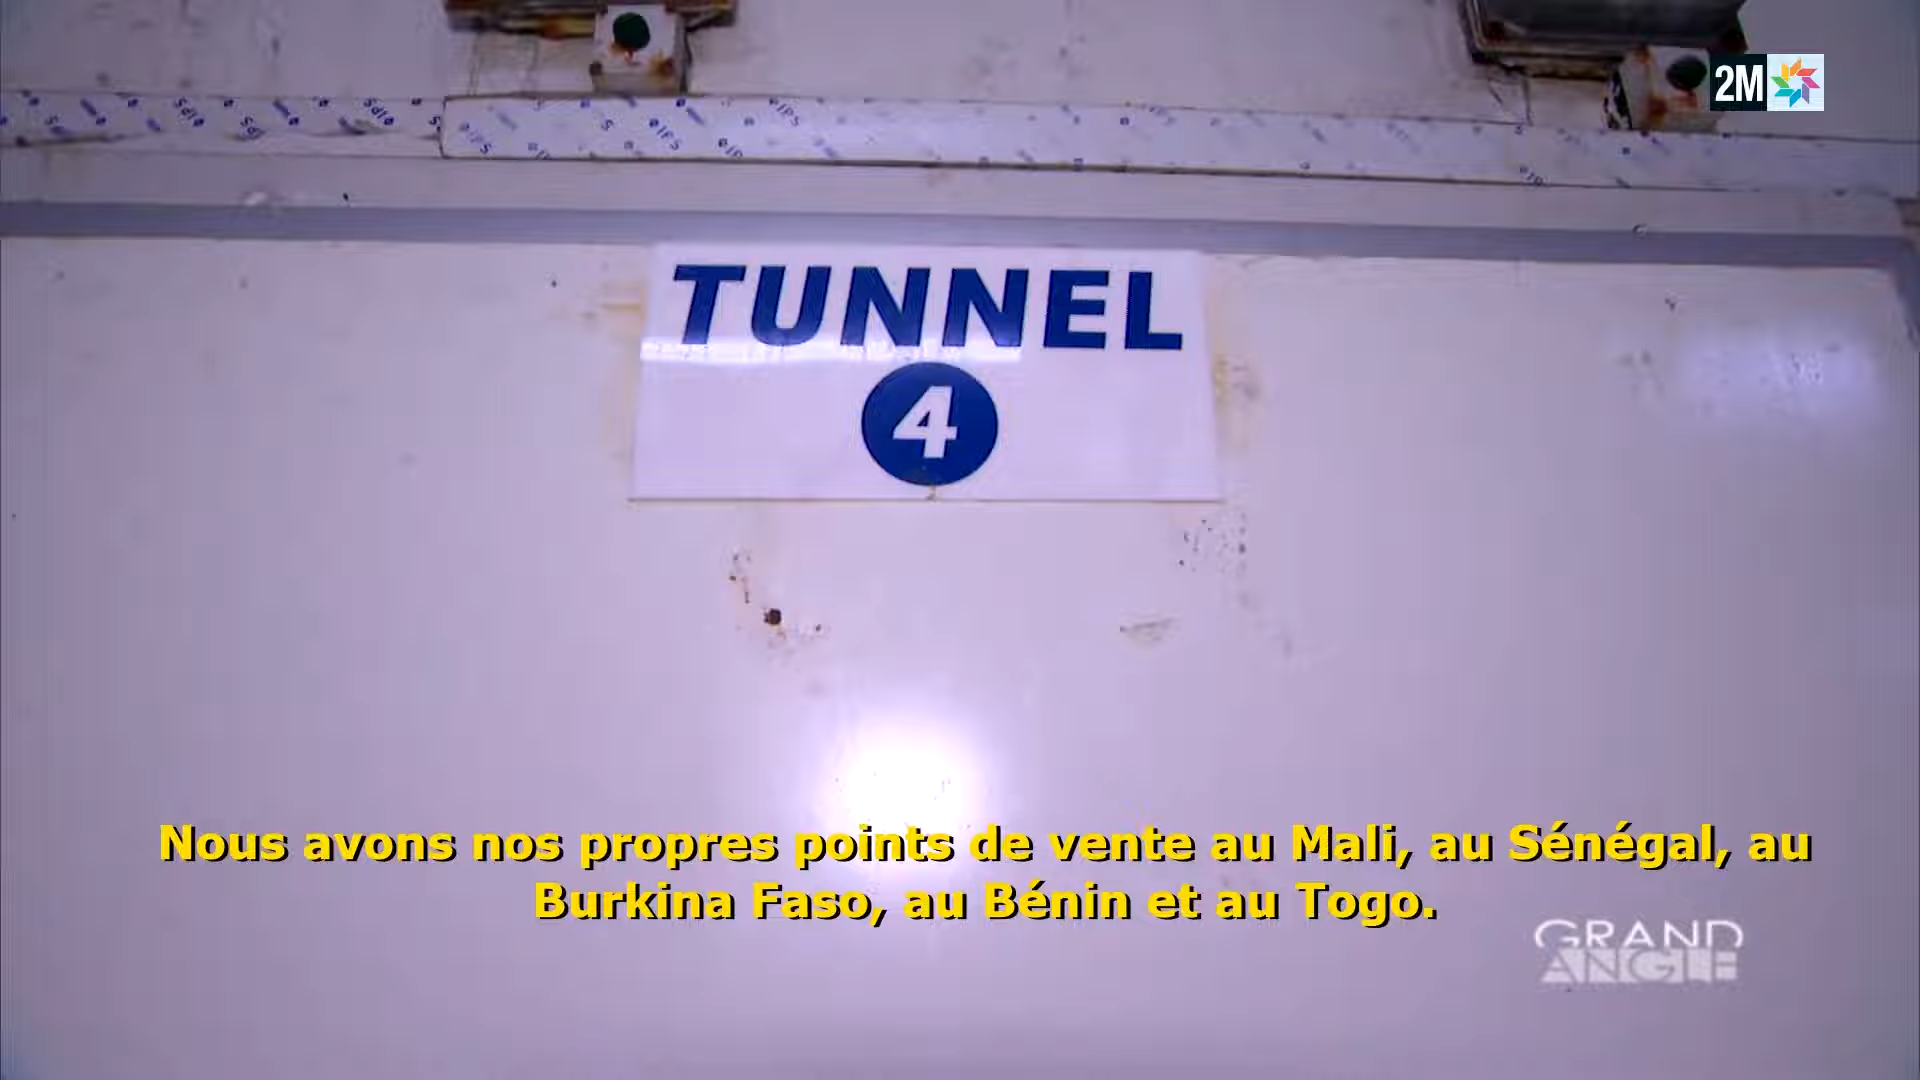 2M
TUNNEL
4
Nous avons nos propres points de vente au Mali, au Sénégal, au
Burkina Faso, au Bénin et au Togo.
GRAND
ANGLE